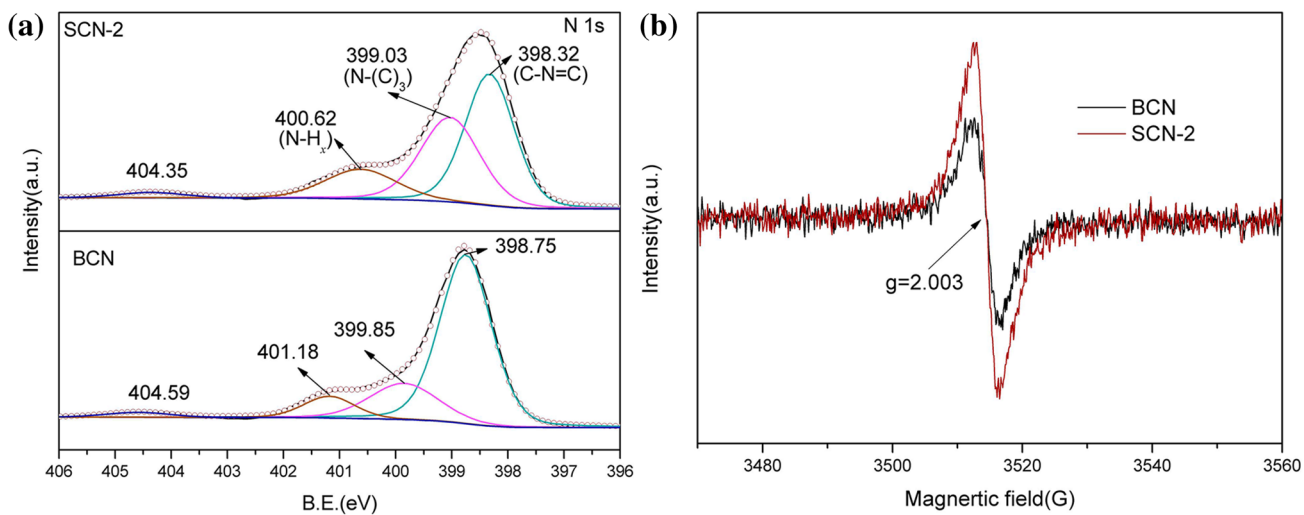 (a)
SCN-2
N 1s
399.03
(N-(C)3
398.32
(C-N=C)
400.62
(N-Hx)
404.35
BCN
398.75
399.85
401.18
404.59
Intensity(a.u.)
406 405 404 403 402 401 400 399 398 397 396
B.E.(eV)
(b)
BCN
SCN-2
g=2.003
Intensity(a.u.)
3480 3500 3520 3540 3560
Magnertic field(G)